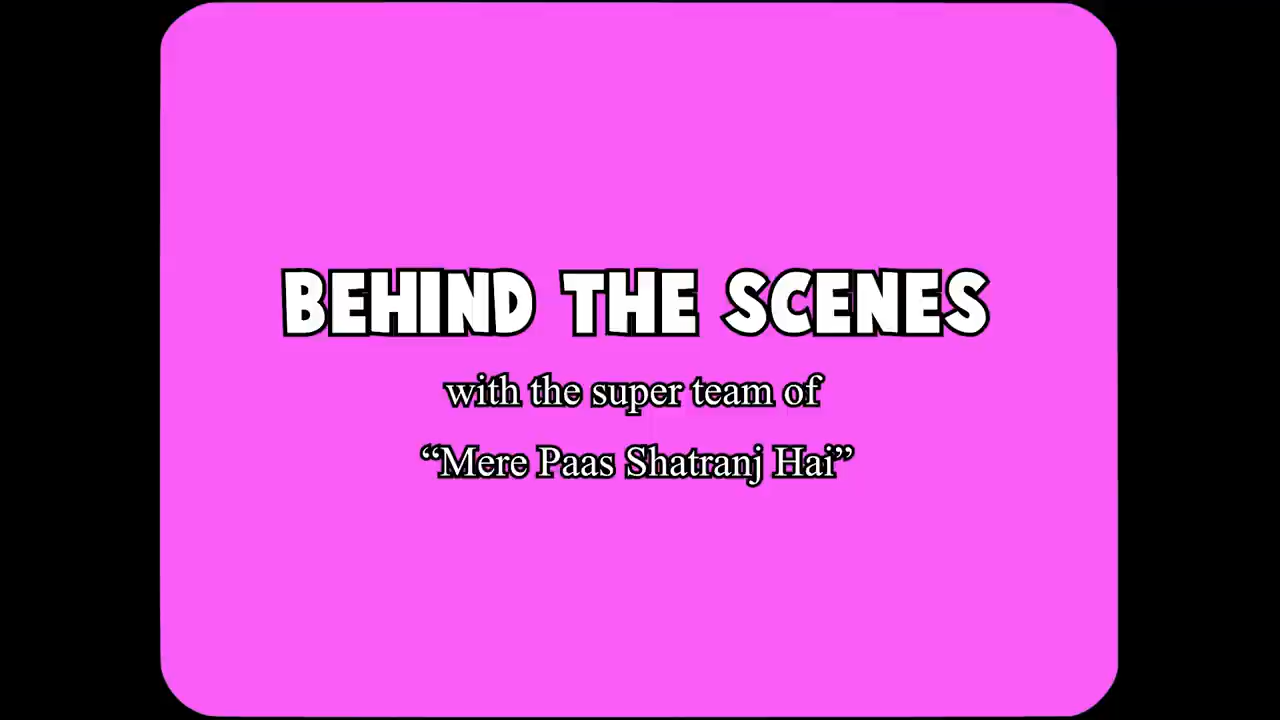 BEHIND THE SCENES
with the super team of
“Mere Paas Shatranj Hai”